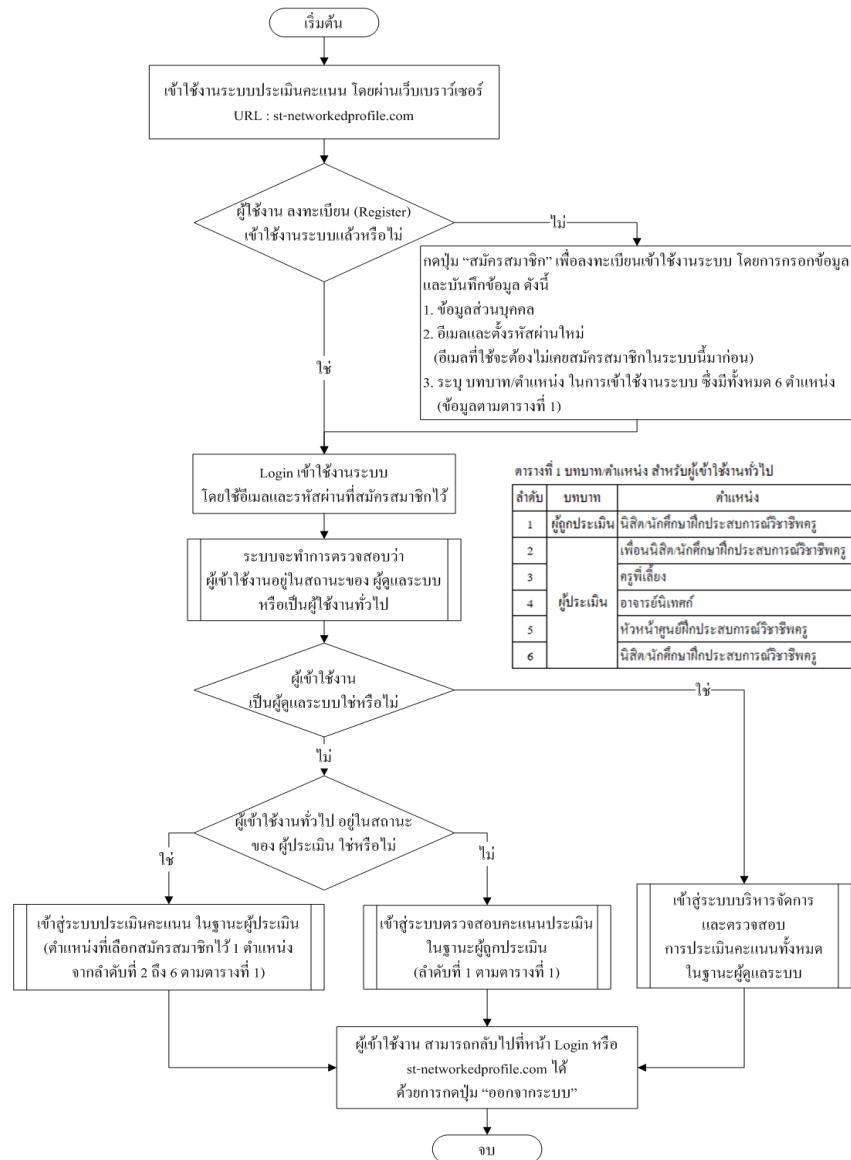 เริ่มต้น
เข้าใช้งานระบบประเมินคะแนน โดยผ่านเว็บเบราว์เซอร์
URL : st-networkedprofile.com
ผู้ใช้งาน ลงทะเบียน (Register)
เข้าใช้งานระบบแล้วหรือไม่
ไม่
กดปุ่ม “สมัครสมาชิก” เพื่อลงทะเบียนเข้าใช้งานระบบ โดยการกรอกข้อมูล
และบันทึกข้อมูล ดังนี้
1. ข้อมูลส่วนบุคคล
2. อีเมลและตั้งรหัสผ่านใหม่
(อีเมลที่ใช้จะต้องไม่เคยสมัครสมาชิกในระบบนี้มาก่อน)
3. ระบุ บทบาท/ตำแหน่ง ในการเข้าใช้งานระบบ ซึ่งมีทั้งหมด 6 ตำแหน่ง
(ข้อมูลตามตารางที่ 1)
ใช่
Login เข้าใช้งานระบบ
โดยใช้อีเมลและรหัสผ่านที่สมัครสมาชิกไว้
ระบบจะทำการตรวจสอบว่า
ผู้เข้าใช้งานอยู่ในสถานะของ ผู้ดูแลระบบ
หรือเป็นผู้ใช้งานทั่วไป
ตารางที่ 1 บทบาท/ตำแหน่ง สำหรับผู้เข้าใช้งานทั่วไป
ลำดับ บทบาท ตำแหน่ง
1 ผู้ถูกประเมิน นิสิต/นักศึกษาฝึกประสบการณ์วิชาชีพครู
2 เพื่อนนิสิต/นักศึกษาฝึกประสบการณ์วิชาชีพครู
3 ครูพี่เลี้ยง
4 ผู้ประเมิน อาจารย์นิเทศก์
5 หัวหน้าศูนย์ฝึกประสบการณ์วิชาชีพครู
6 นิสิต/นักศึกษาฝึกประสบการณ์วิชาชีพครู
ผู้เข้าใช้งาน
เป็นผู้ดูแลระบบใช่หรือไม่
ใช่
ไม่
ผู้เข้าใช้งานทั่วไป อยู่ในสถานะ
ของ ผู้ประเมิน ใช่หรือไม่
ใช่
ไม่
เข้าสู่ระบบประเมินคะแนน ในฐานะผู้ประเมิน
(ตำแหน่งที่เลือกสมัครสมาชิกไว้ 1 ตำแหน่ง
จากลำดับที่ 2 ถึง 6 ตามตารางที่ 1)
เข้าสู่ระบบตรวจสอบคะแนนประเมิน
ในฐานะผู้ถูกประเมิน
(ลำดับที่ 1 ตามตารางที่ 1)
เข้าสู่ระบบบริหารจัดการ
และตรวจสอบ
การประเมินคะแนนทั้งหมด
ในฐานะผู้ดูแลระบบ
ผู้เข้าใช้งาน สามารถกลับไปที่หน้า Login หรือ
st-networkedprofile.com ได้
ด้วยการกดปุ่ม “ออกจากระบบ”
จบ